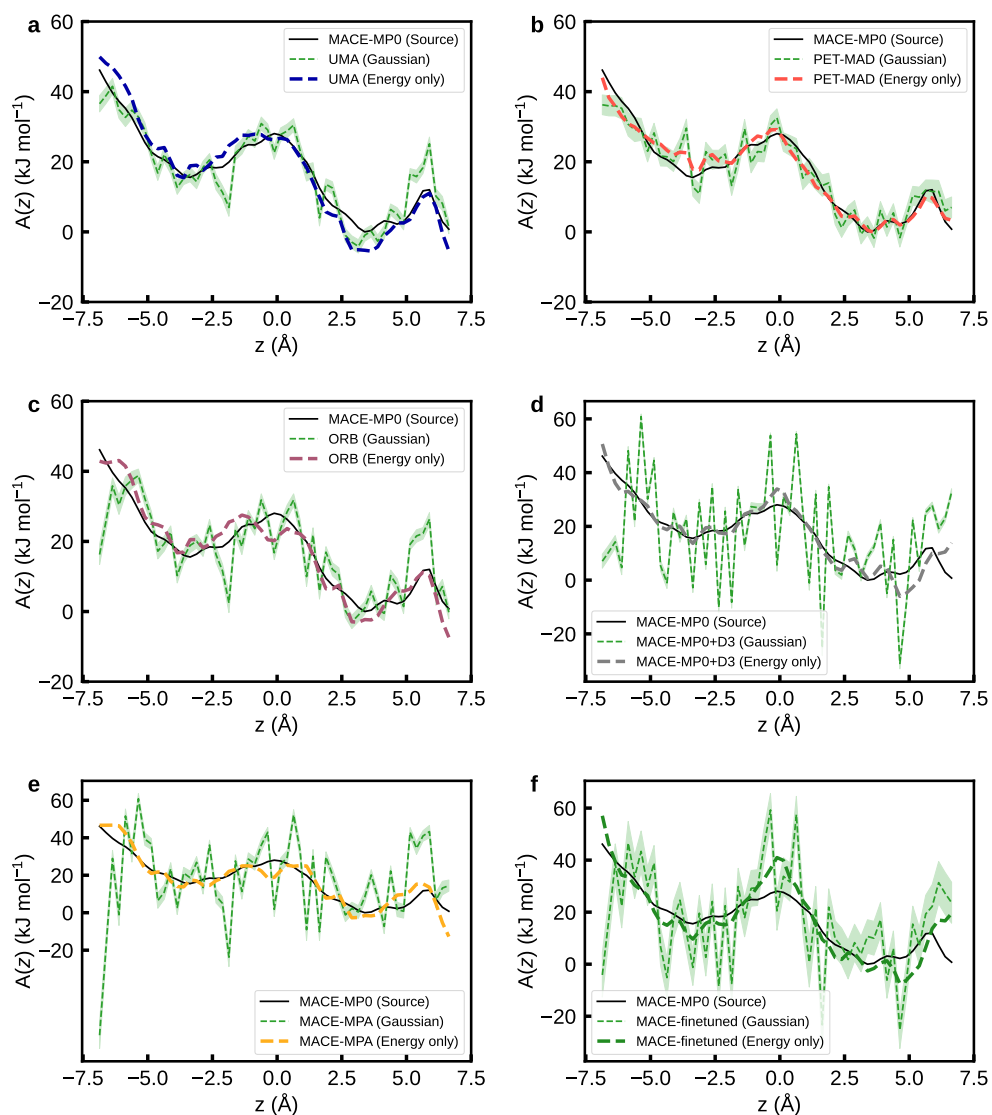 a
60
40
20
0
−20
A(z) (kJ mol⁻¹)
MACE-MP0 (Source)
UMA (Gaussian)
UMA (Energy only)
−7.5 −5.0 −2.5 0.0 2.5 5.0 7.5
z (Å)
b
60
40
20
0
−20
A(z) (kJ mol⁻¹)
MACE-MP0 (Source)
PET-MAD (Gaussian)
PET-MAD (Energy only)
−7.5 −5.0 −2.5 0.0 2.5 5.0 7.5
z (Å)
c
60
40
20
0
−20
A(z) (kJ mol⁻¹)
MACE-MP0 (Source)
ORB (Gaussian)
ORB (Energy only)
−7.5 −5.0 −2.5 0.0 2.5 5.0 7.5
z (Å)
d
60
40
20
0
−20
A(z) (kJ mol⁻¹)
MACE-MP0 (Source)
MACE-MP0+D3 (Gaussian)
MACE-MP0+D3 (Energy only)
−7.5 −5.0 −2.5 0.0 2.5 5.0 7.5
z (Å)
e
60
40
20
0
−20
A(z) (kJ mol⁻¹)
MACE-MP0 (Source)
MACE-MPA (Gaussian)
MACE-MPA (Energy only)
−7.5 −5.0 −2.5 0.0 2.5 5.0 7.5
z (Å)
f
60
40
20
0
−20
A(z) (kJ mol⁻¹)
MACE-MP0 (Source)
MACE-finetuned (Gaussian)
MACE-finetuned (Energy only)
−7.5 −5.0 −2.5 0.0 2.5 5.0 7.5
z (Å)